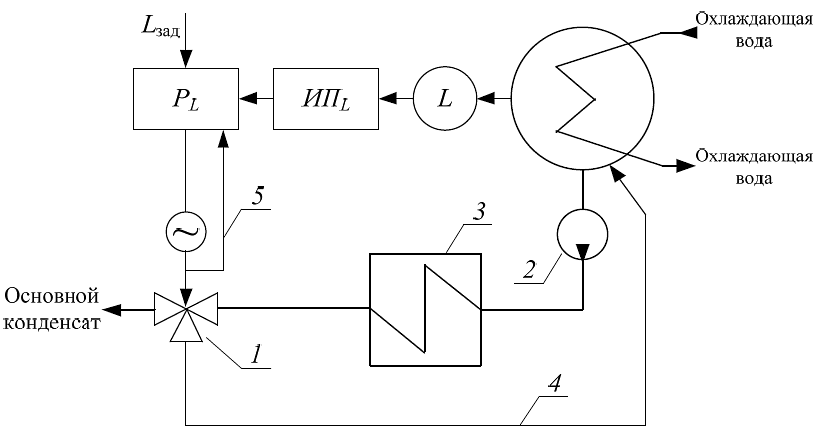 Охлаждающая
вода
Lзад
PL
ИПL
L
Охлаждающая
вода
5
3
2
Основной
конденсат
1
4